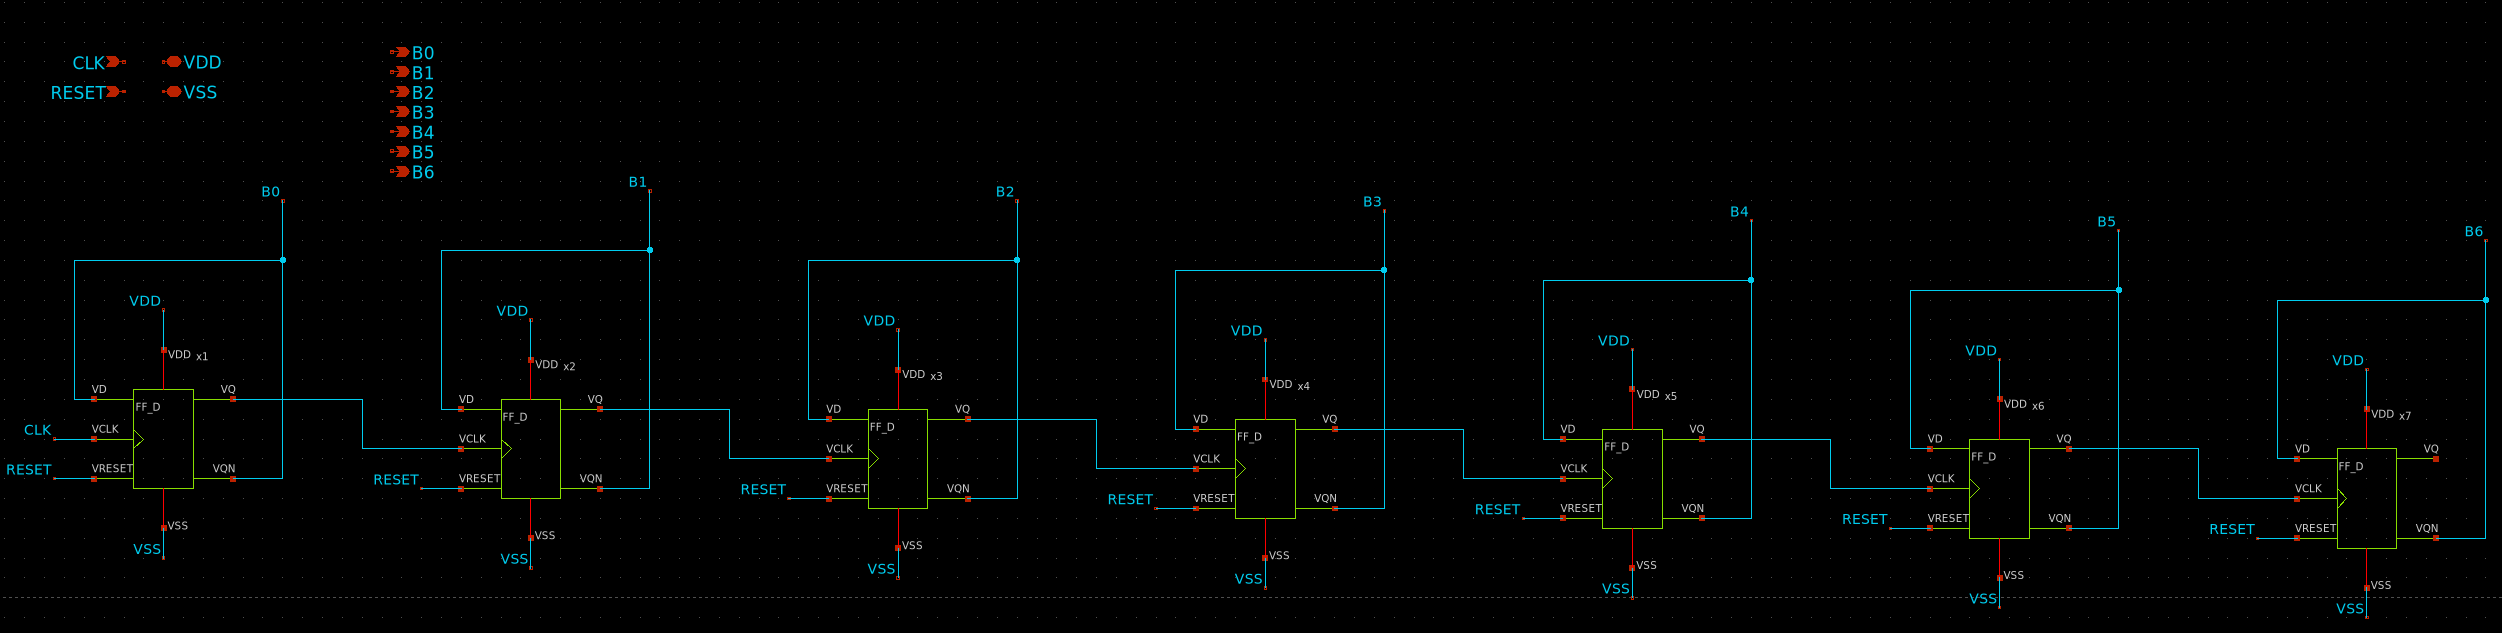 CLK
VDD
RESET
VSS
B0
B1
B2
B3
B4
B5
B6
B0
VDD
VDD x1
VD
VQ
FF_D
CLK
VCLK
RESET
VRESET
VQN
VSS
VSS
B1
VDD
VDD x2
VD
VQ
FF_D
VCLK
RESET
VRESET
VQN
VSS
VSS
B2
VDD
VDD x3
VD
VQ
FF_D
VCLK
RESET
VRESET
VQN
VSS
VSS
B3
VDD
VDD x4
VD
VQ
FF_D
VCLK
RESET
VRESET
VQN
VSS
VSS
B4
VDD
VDD x5
VD
VQ
FF_D
VCLK
RESET
VRESET
VQN
VSS
VSS
B5
VDD
VDD x6
VD
VQ
FF_D
VCLK
RESET
VRESET
VQN
VSS
VSS
B6
VDD
VDD x7
VD
VQ
FF_D
VCLK
RESET
VRESET
VQN
VSS
VSS